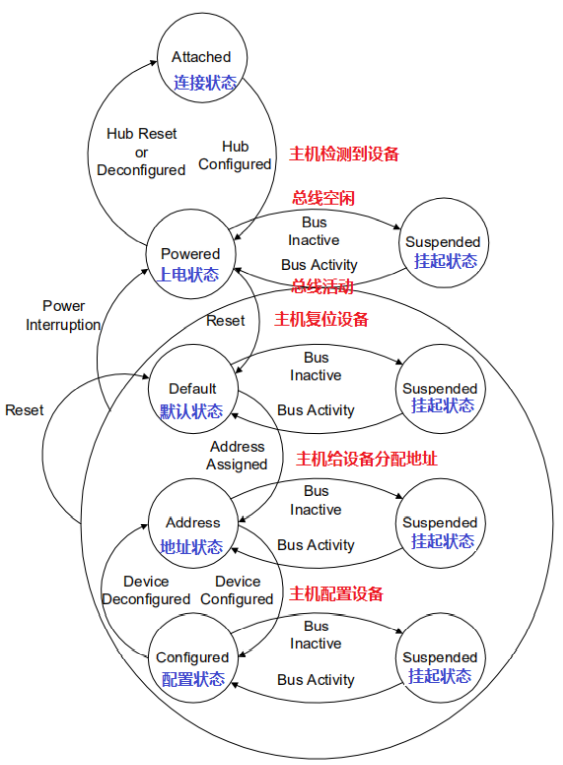 Attached
连接状态
Hub Reset
or
Deconfigured
Hub
Configured
主机检测到设备
总线空闲
Bus
Inactive
Powered
上电状态
Suspended
挂起状态
Bus Activity
总线活动
Power
Interruption
Reset
主机复位设备
Default
默认状态
Bus
Inactive
Bus Activity
Suspended
挂起状态
Reset
Address
Assigned
主机给设备分配地址
Address
地址状态
Bus
Inactive
Bus Activity
Suspended
挂起状态
Device
Deconfigured
Device
Configured
主机配置设备
Configured
配置状态
Bus
Inactive
Bus Activity
Suspended
挂起状态